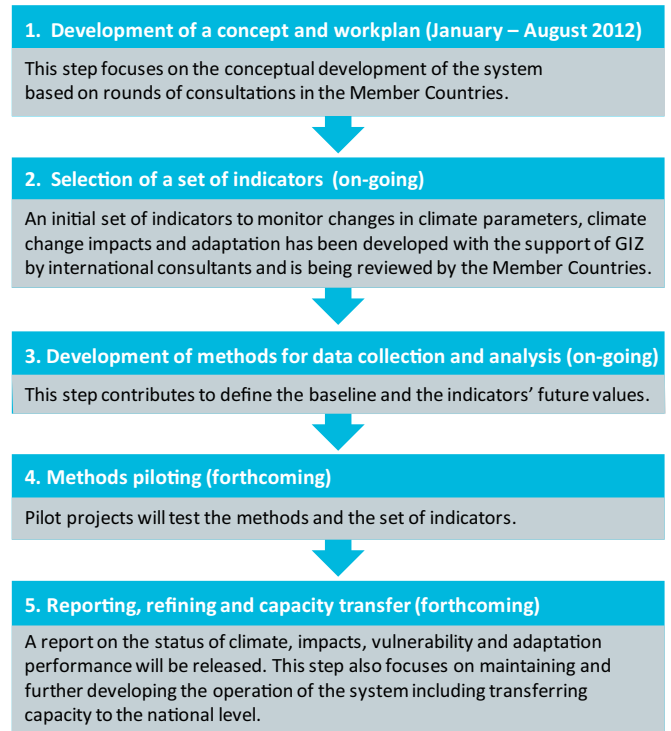 1. Development of a concept and workplan (January – August 2012)
This step focuses on the conceptual development of the system
based on rounds of consultations in the Member Countries.
2. Selection of a set of indicators (on-going)
An initial set of indicators to monitor changes in climate parameters, climate
change impacts and adaptation has been developed with the support of GIZ
by international consultants and is being reviewed by the Member Countries.
3. Development of methods for data collection and analysis (on-going)
This step contributes to define the baseline and the indicators’ future values.
4. Methods piloting (forthcoming)
Pilot projects will test the methods and the set of indicators.
5. Reporting, refining and capacity transfer (forthcoming)
A report on the status of climate, impacts, vulnerability and adaptation
performance will be released. This step also focuses on maintaining and
further developing the operation of the system including transferring
capacity to the national level.